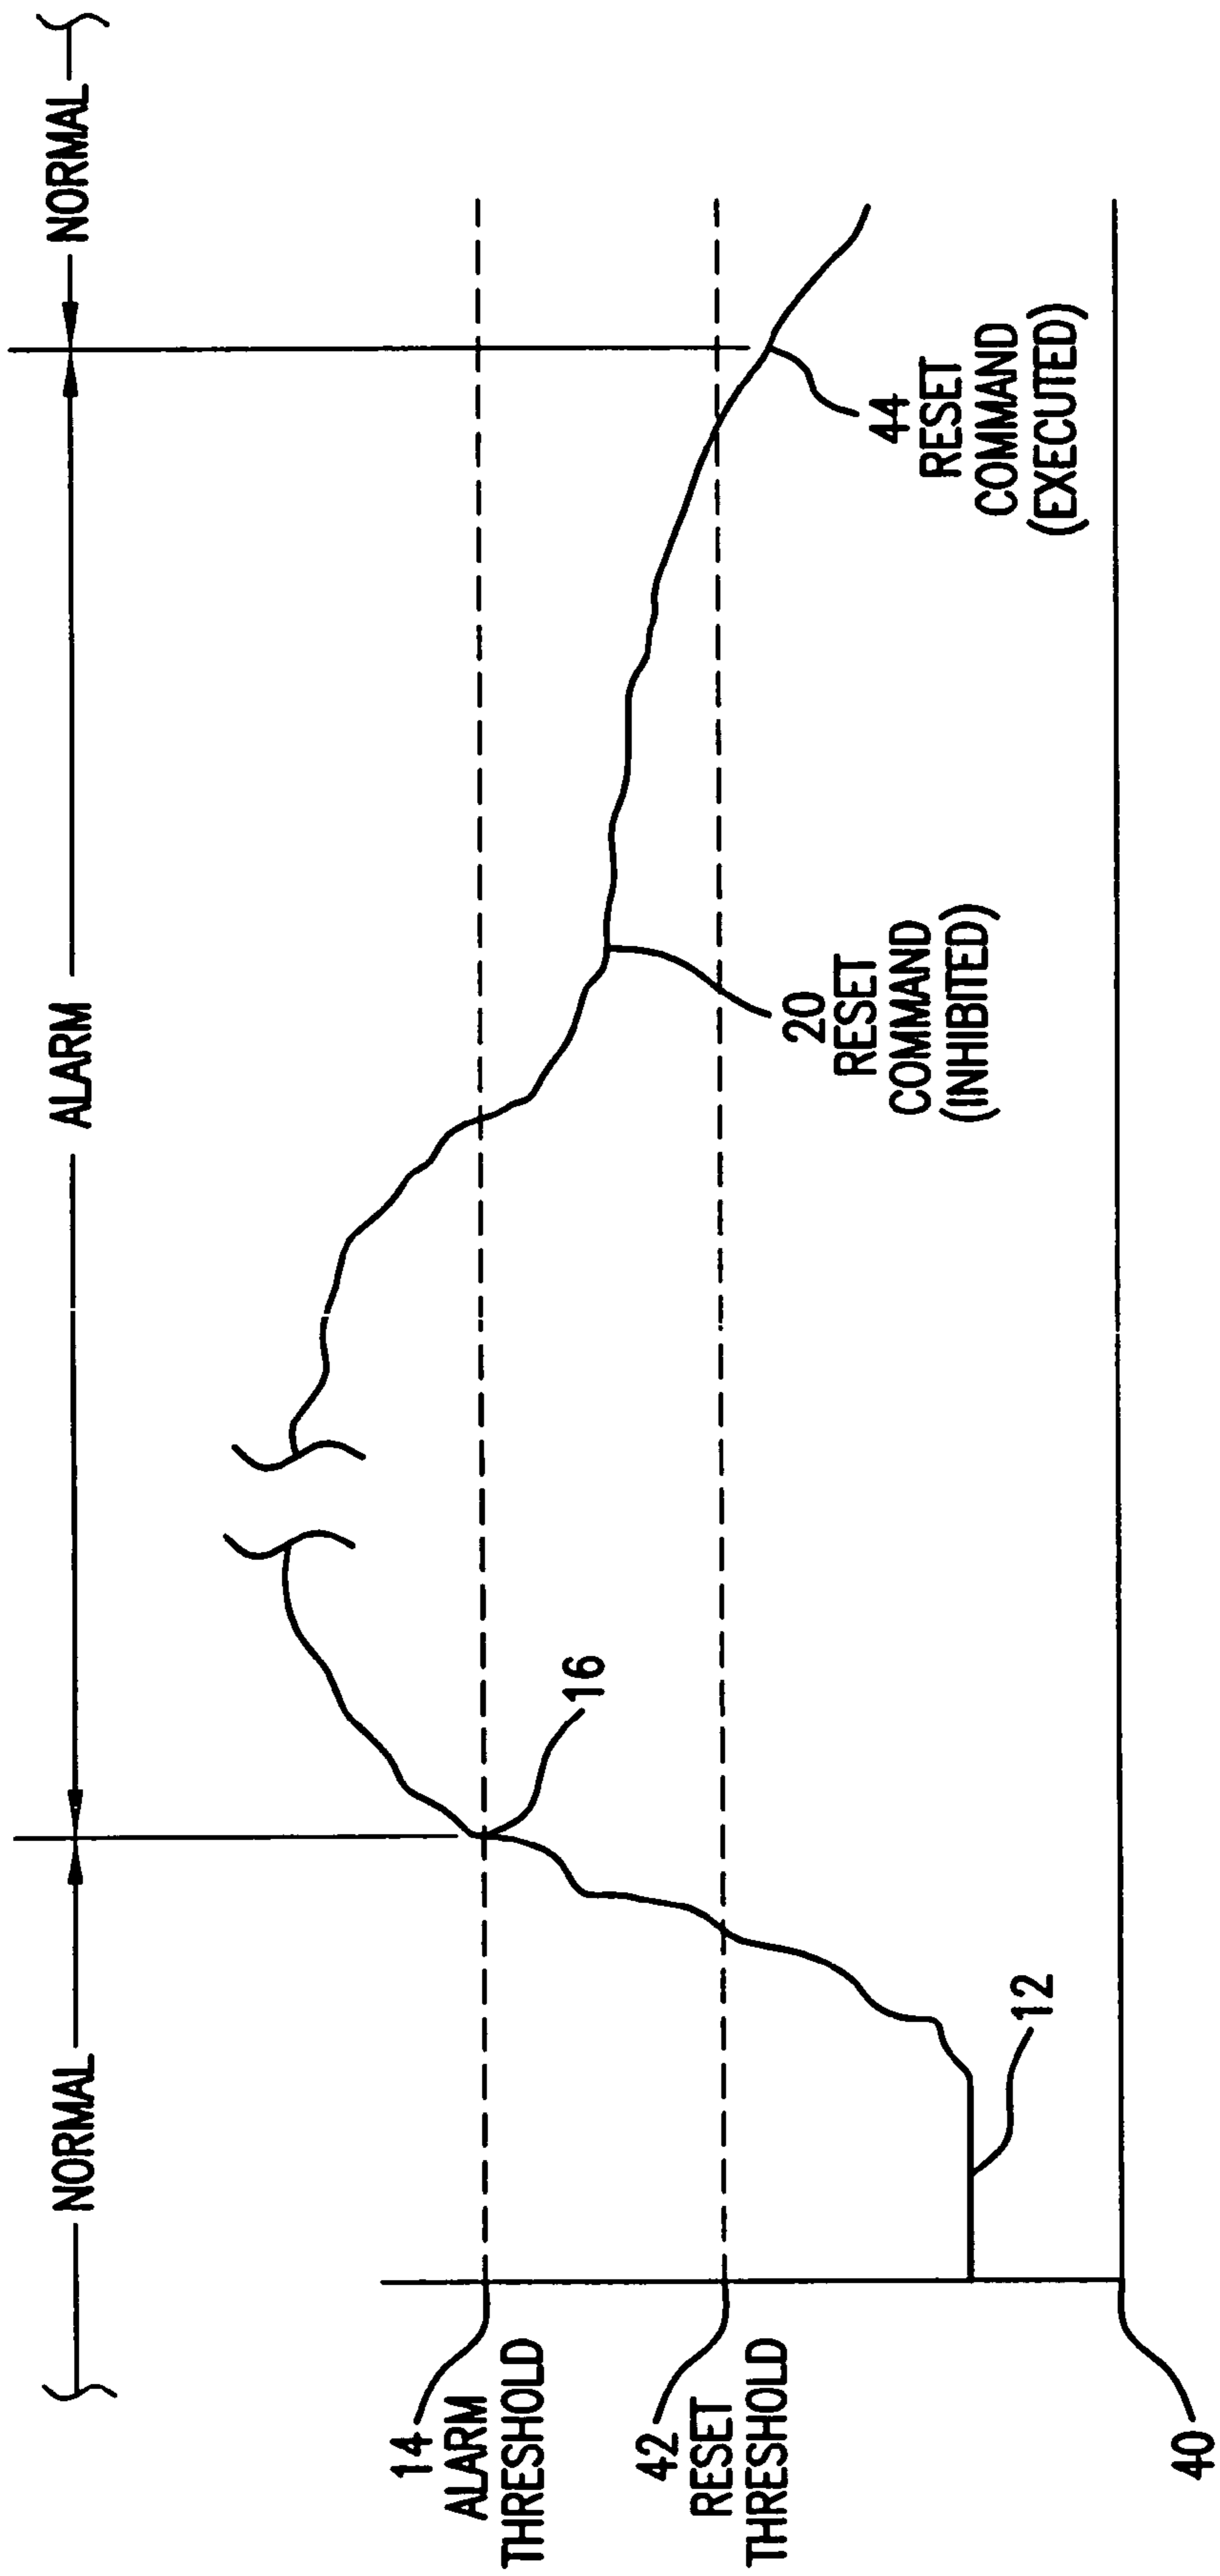 NORMAL
ALARM
NORMAL
14
ALARM
THRESHOLD
42
RESET
THRESHOLD
40
12
16
20
RESET
COMMAND
(INHIBITED)
44
RESET
COMMAND
(EXECUTED)